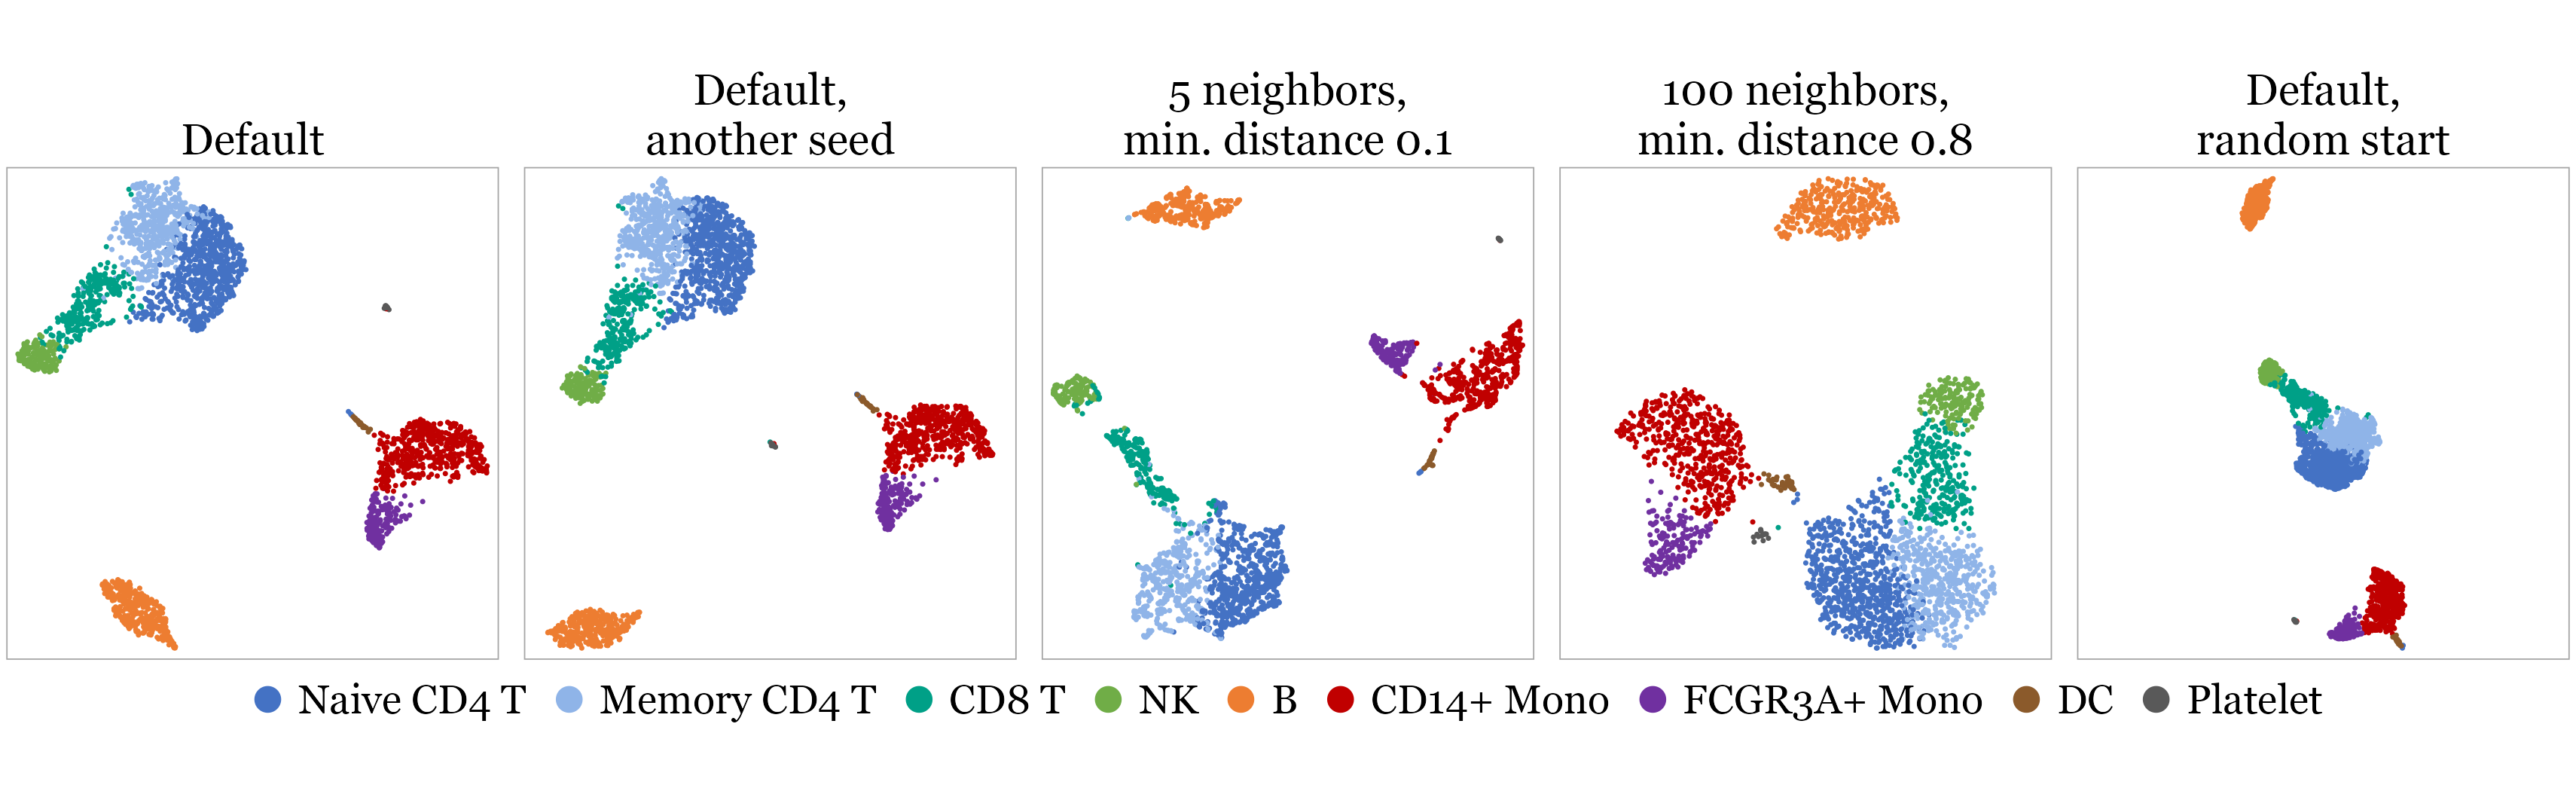 Default
Default,
another seed
5 neighbors,
min. distance 0.1
100 neighbors,
min. distance 0.8
Default,
random start
Naive CD4 T Memory CD4 T CD8 T NK B CD14+ Mono FCGR3A+ Mono DC Platelet